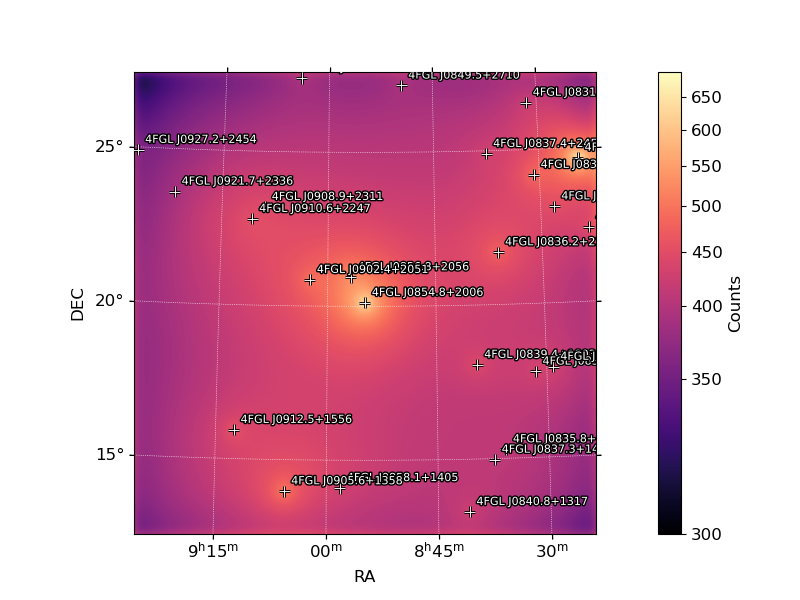 4FGL J0849.5+2710
4FGL J0831
4FGL J0927.2+2454
4FGL J0837.4+24
4FGL J083
4FGL J0921.7+2336
4FGL J0908.9+2311
4FGL J
4FGL J0910.6+2247
4FGL J0836.2+2
4FGL J0902.4+2051
+2056
4FGL J0854.8+2006
4FGL J0839.4
4FGL J
4FGL J0912.5+1556
4FGL J0835.8+
4FGL J0837.3+14
4FGL J0905.6+1358
.1+1405
4FGL J0840.8+1317
25°
20°
15°
DEC
9h15m
00m
8h45m
30m
RA
650
600
550
500
450
400
350
300
Counts